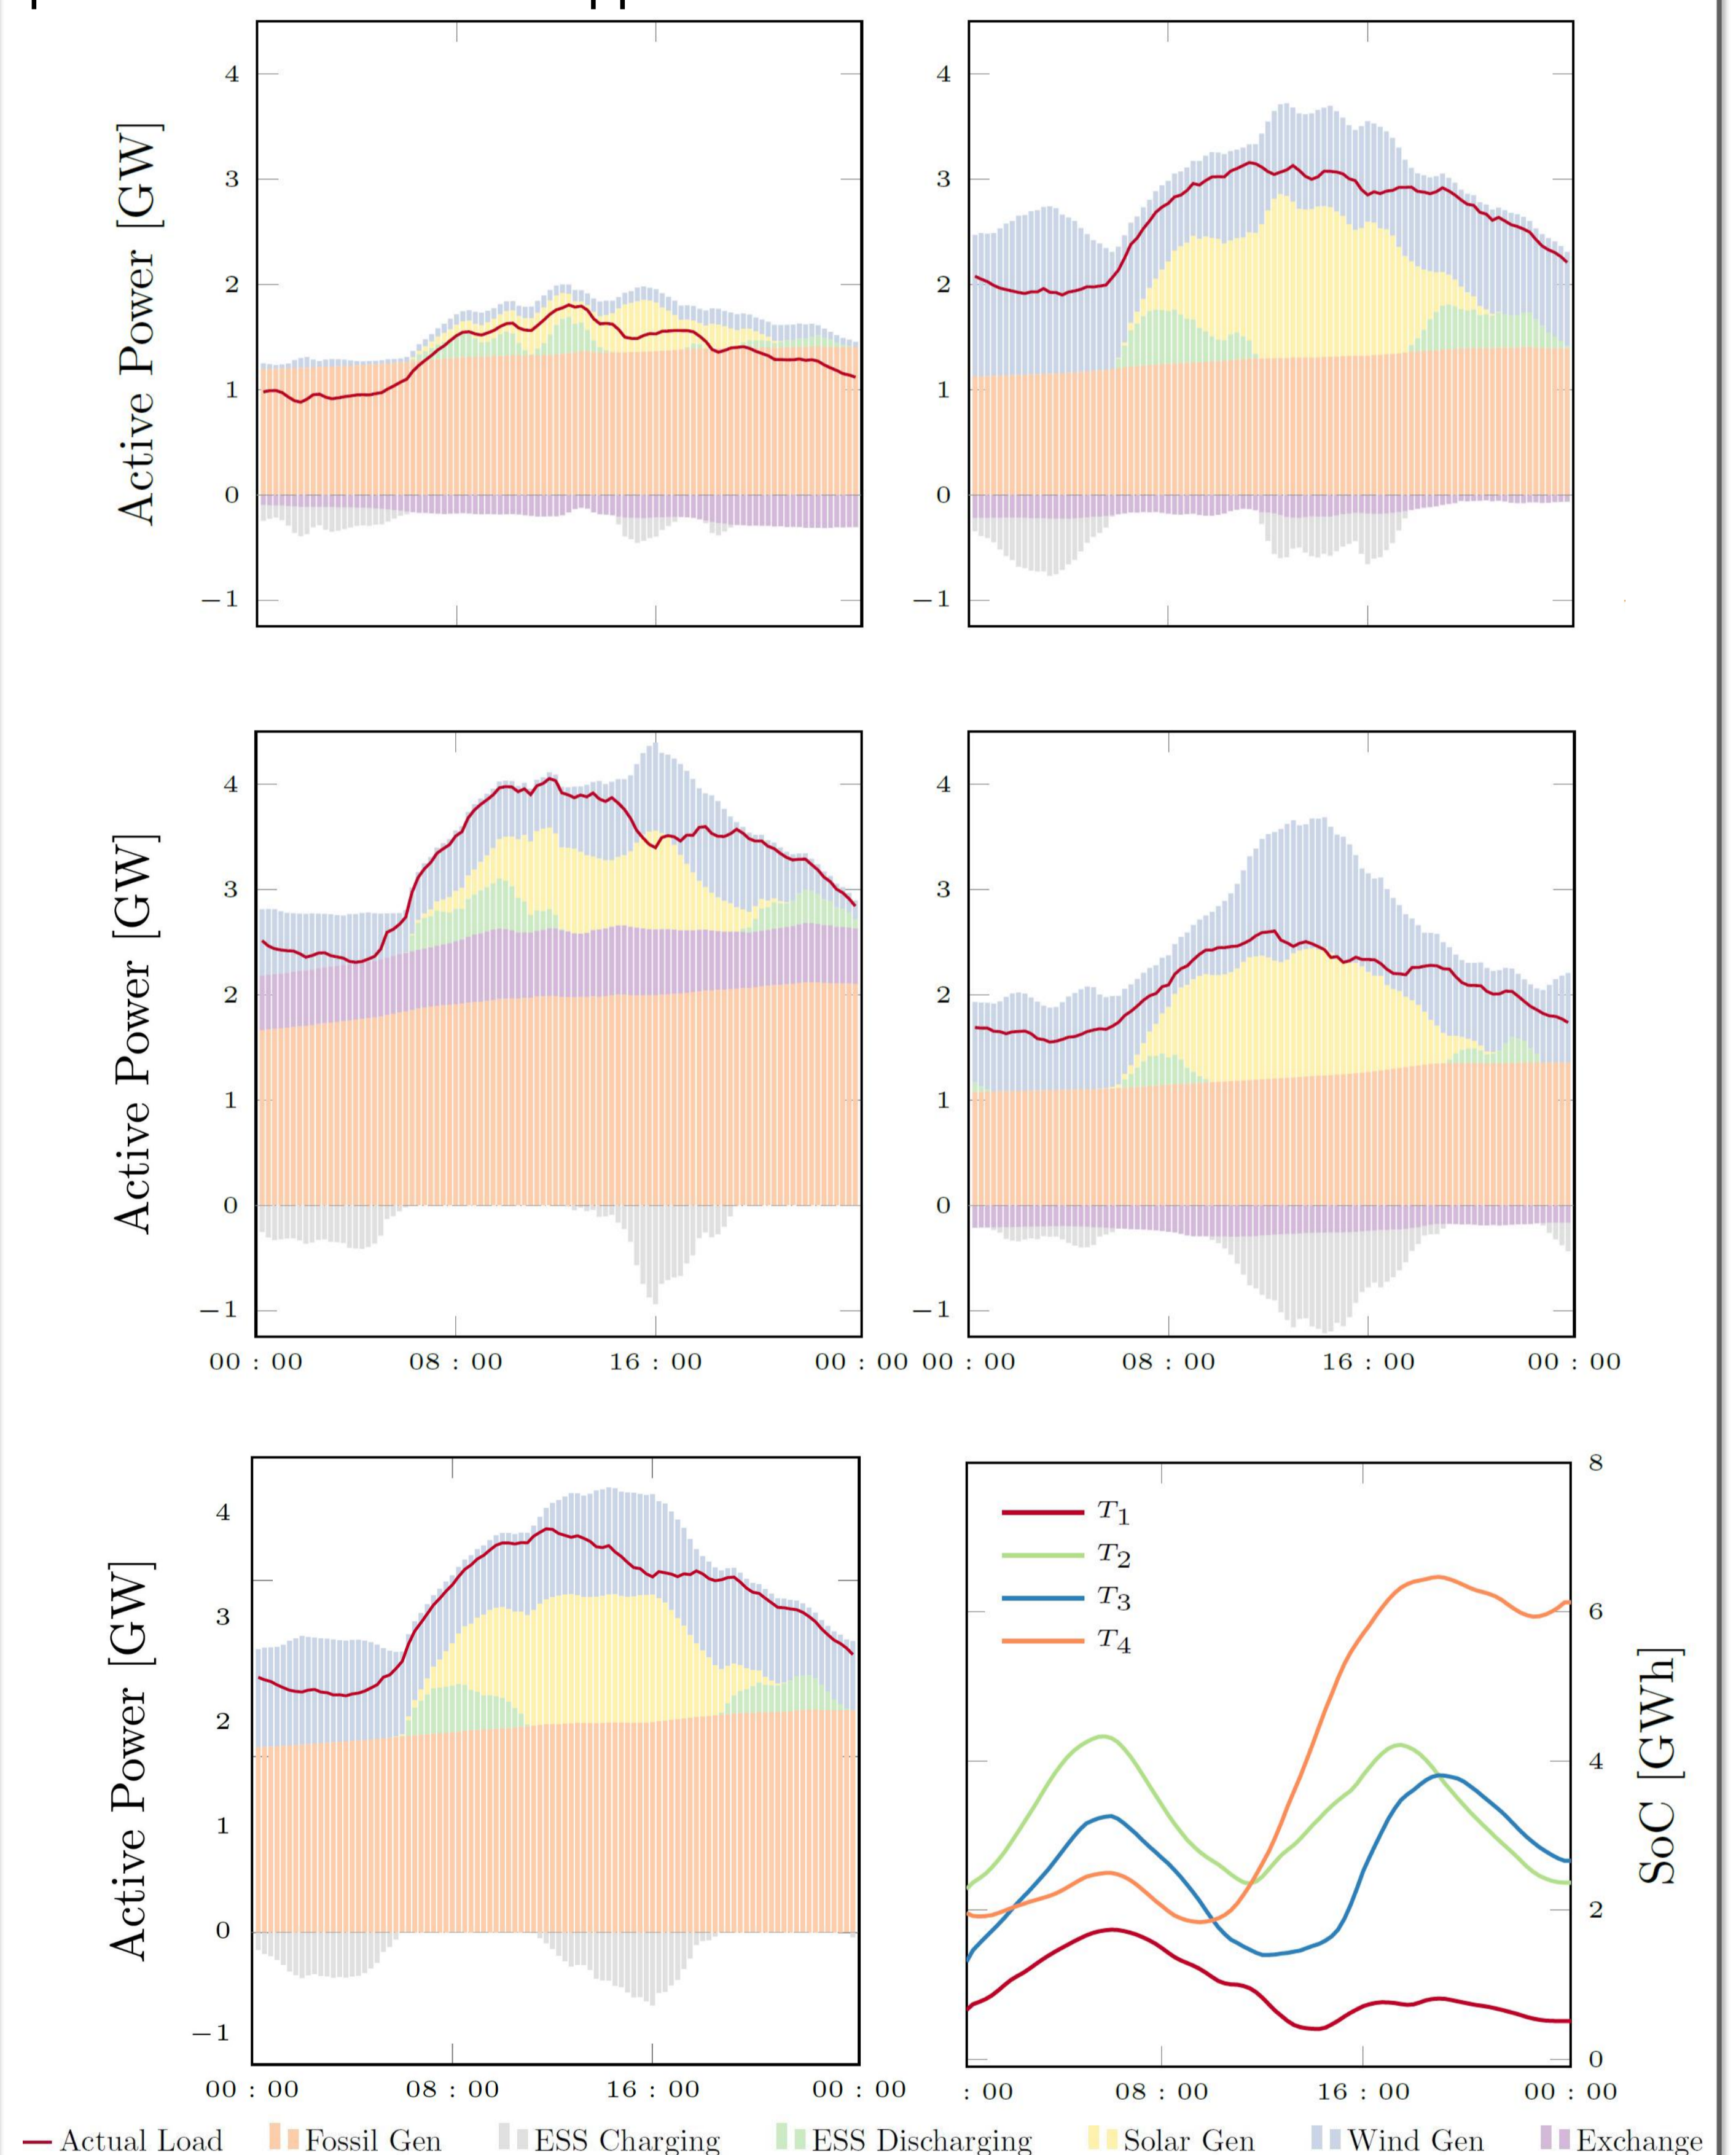 4 4
3 3
2 2
1 1
0 0
−1 −1
Active Power [GW]
4 4
3 3
2 2
1 1
0 0
−1 −1
Active Power [GW]
00 : 00 08 : 00 16 : 00 00 : 00 00 : 00 08 : 00 16 : 00 00 : 00
4
3
2
1
0
−1
Active Power [GW]
00 : 00 08 : 00 16 : 00 00 : 00
T1
T2
T3
T4
8
6
4
2
0
SoC [GWh]
: 00 08 : 00 16 : 00 00 : 00
Actual Load Fossil Gen ESS Charging ESS Discharging Solar Gen Wind Gen Exchange